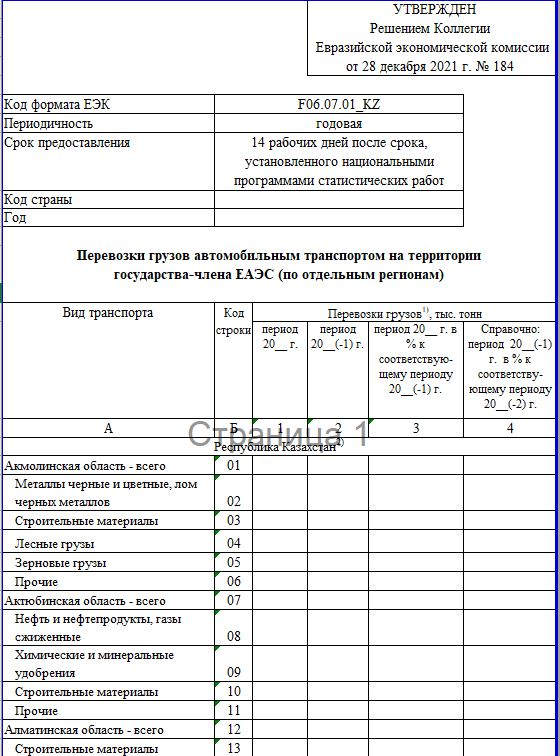 УТВЕРЖДЕН
Решением Коллегии
Евразийской экономической комиссии
от 28 декабря 2021 г. № 184
Код формата ЕЭК F06.07.01_KZ
Периодичность годовая
Срок предоставления 14 рабочих дней после срока,
установленного национальными
программами статистических работ
Код страны
Год
Перевозки грузов автомобильным транспортом на территории
государства-члена ЕАЭС (по отдельным регионам)
Вид транспорта
Код
строки
Перевозки грузов1), тыс. тонн
период
20__ г.
период
20__(-1) г.
период 20__ г. в
% к
соответствую-
щему периоду
20__(-1) г.
Справочно:
период 20__(-1)
г. в % к
соответству-
ющему периоду
20__(-2) г.
А Б 1 2 3 4
Страница 1
Республика Казахстан2)
Акмолинская область - всего 01
Металлы черные и цветные, лом
черных металлов 02
Строительные материалы 03
Лесные грузы 04
Зерновые грузы 05
Прочие 06
Актюбинская область - всего 07
Нефть и нефтепродукты, газы
сжиженные 08
Химические и минеральные
удобрения 09
Строительные материалы 10
Прочие 11
Алматинская область - всего 12
Строительные материалы 13